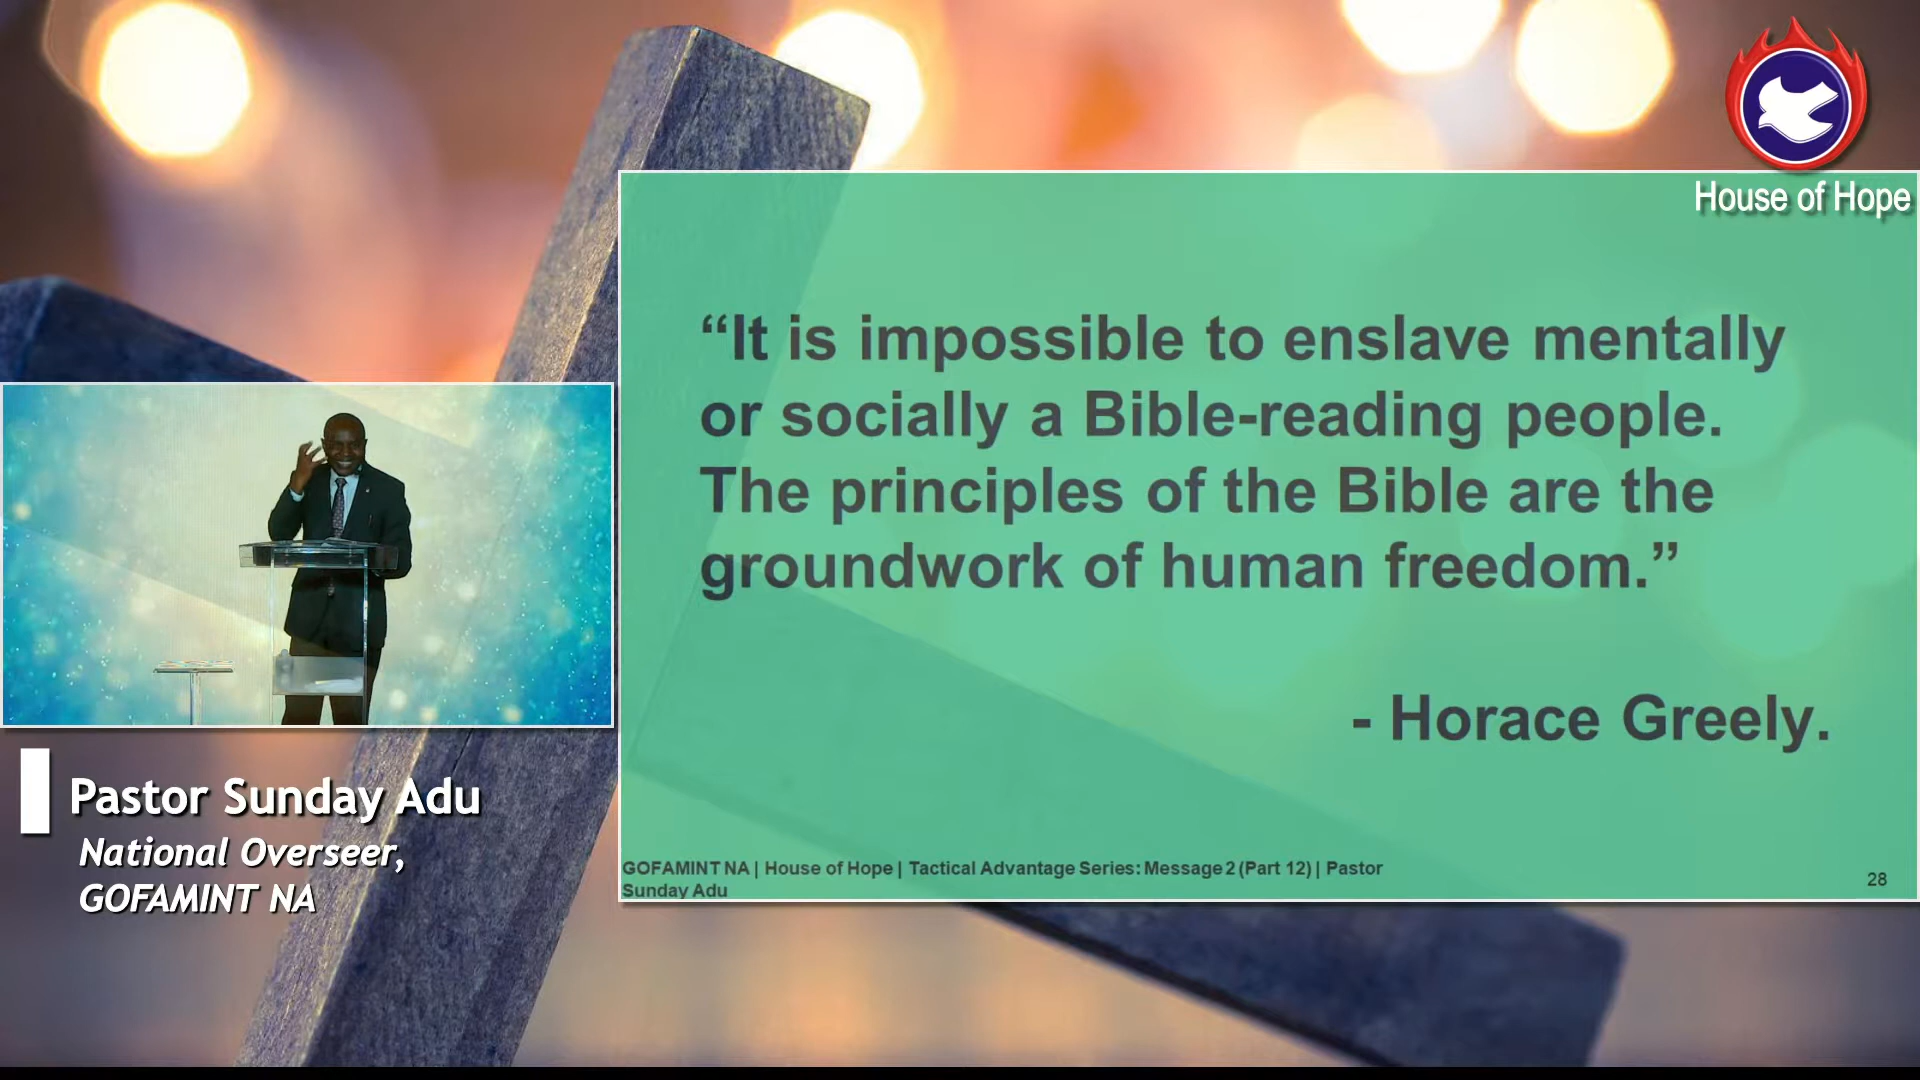 House of Hope
“It is impossible to enslave mentally
or socially a Bible-reading people.
The principles of the Bible are the
groundwork of human freedom.”
- Horace Greely.
GOFAMINT NA | House of Hope | Tactical Advantage Series: Message 2 (Part 12) | Pastor
Sunday Adu
28
Pastor Sunday Adu
National Overseer,
GOFAMINT NA